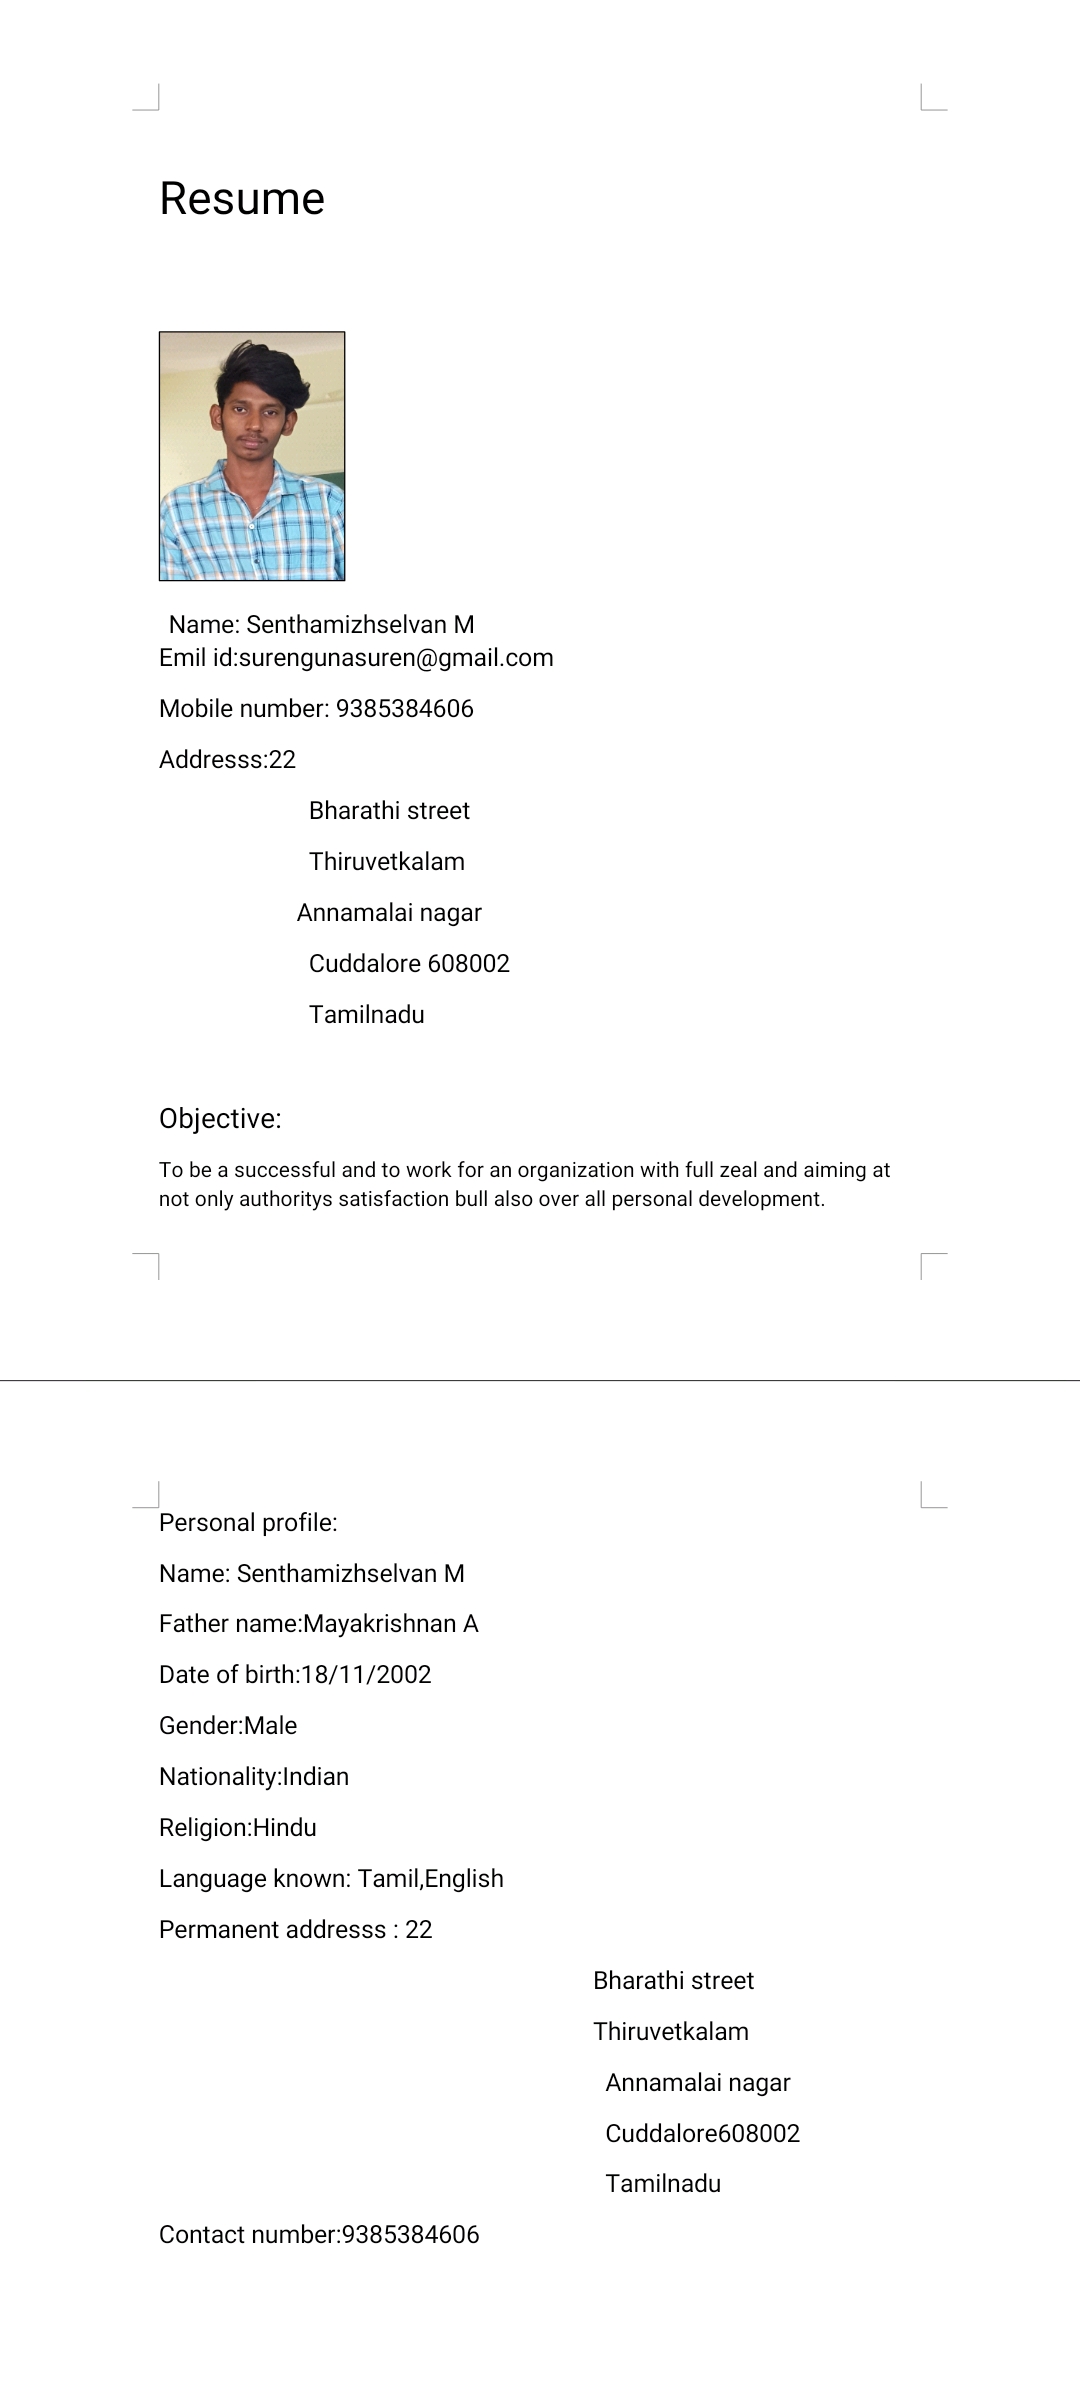 Resume
Name: Senthamizhselvan M
Emil id:surengunasuren@gmail.com
Mobile number: 9385384606
Addresss:22
Bharathi street
Thiruvetkalam
Annamalai nagar
Cuddalore 608002
Tamilnadu
Objective:
To be a successful and to work for an organization with full zeal and aiming at
not only authoritys satisfaction bull also over all personal development.
Personal profile:
Name: Senthamizhselvan M
Father name:Mayakrishnan A
Date of birth:18/11/2002
Gender:Male
Nationality:Indian
Religion:Hindu
Language known: Tamil,English
Permanent addresss : 22
Bharathi street
Thiruvetkalam
Annamalai nagar
Cuddalore608002
Tamilnadu
Contact number:9385384606